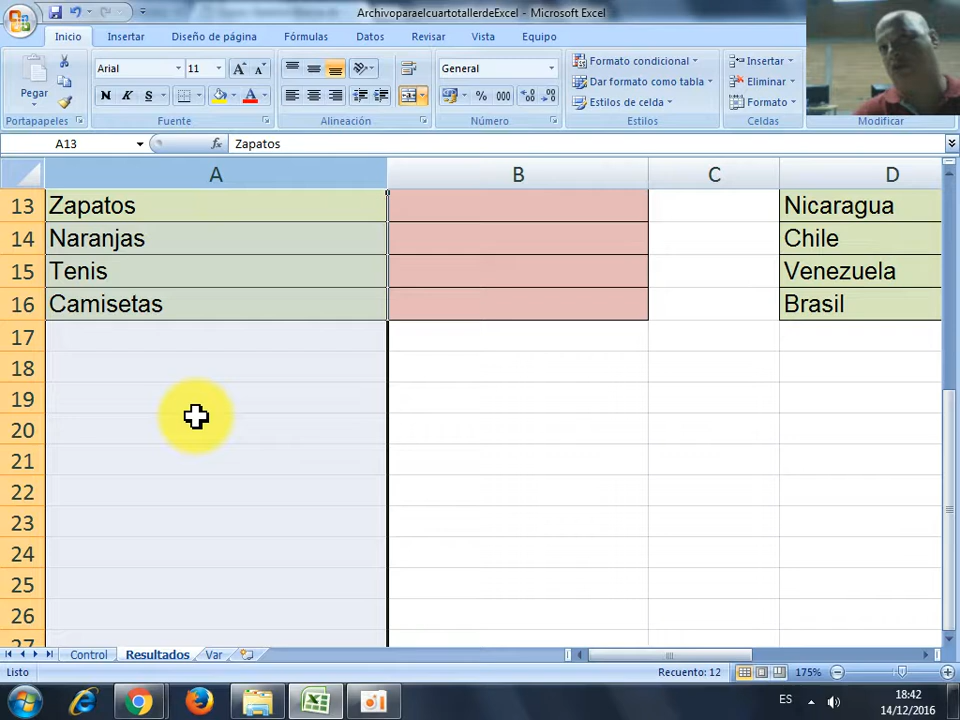 ArchivoparaelcuartotallerdeExcel - Microsoft Excel
Inicio Insertar Diseño de página Fórmulas Datos Revisar Vista Equipo
Pegar
Portapapeles
Arial 11
N K S
Fuente
Alineación
General
% 000
Número
Formato condicional
Dar formato como tabla
Estilos de celda
Estilos
Insertar
Eliminar
Formato
Celdas
Modificar
A13 fx Zapatos
A B C D
13 Zapatos Nicaragua
14 Naranjas Chile
15 Tenis Venezuela
16 Camisetas Brasil
17
18
19
20
21
22
23
24
25
26
27
Control Resultados Var
Listo Recuento: 12 175%
ES 18:42
14/12/2016